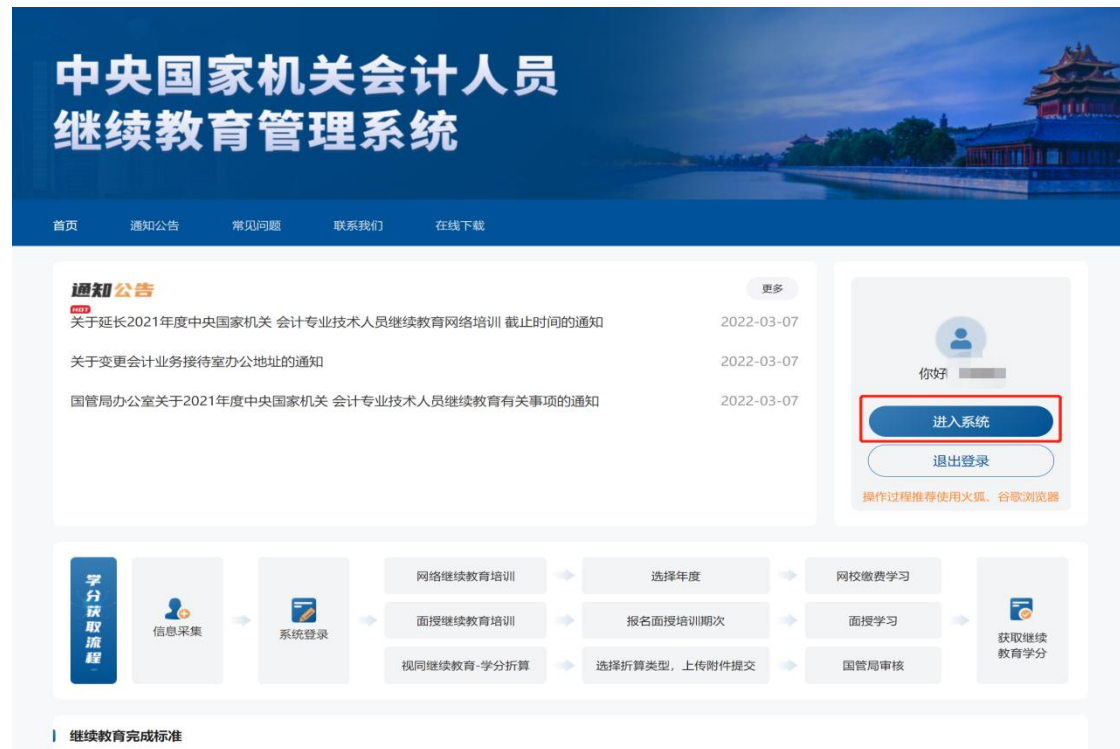 中央国家机关会计人员
继续教育管理系统
首页 通知公告 常见问题 联系我们 在线下载
通知公告 更多
HOT
关于延长2021年度中央国家机关 会计专业技术人员继续教育网络培训 截止时间的通知 2022-03-07
关于变更会计业务接待室办公地址的通知 2022-03-07
国管局办公室关于2021年度中央国家机关 会计专业技术人员继续教育有关事项的通知 2022-03-07
你好
进入系统
退出登录
操作过程推荐使用火狐、谷歌浏览器
学分获取流程
信息采集
系统登录
网络继续教育培训 选择年度 网校缴费学习
面授继续教育培训 报名面授培训期次 面授学习
视同继续教育-学分折算 选择折算类型，上传附件提交 国管局审核
获取继续
教育学分
继续教育完成标准